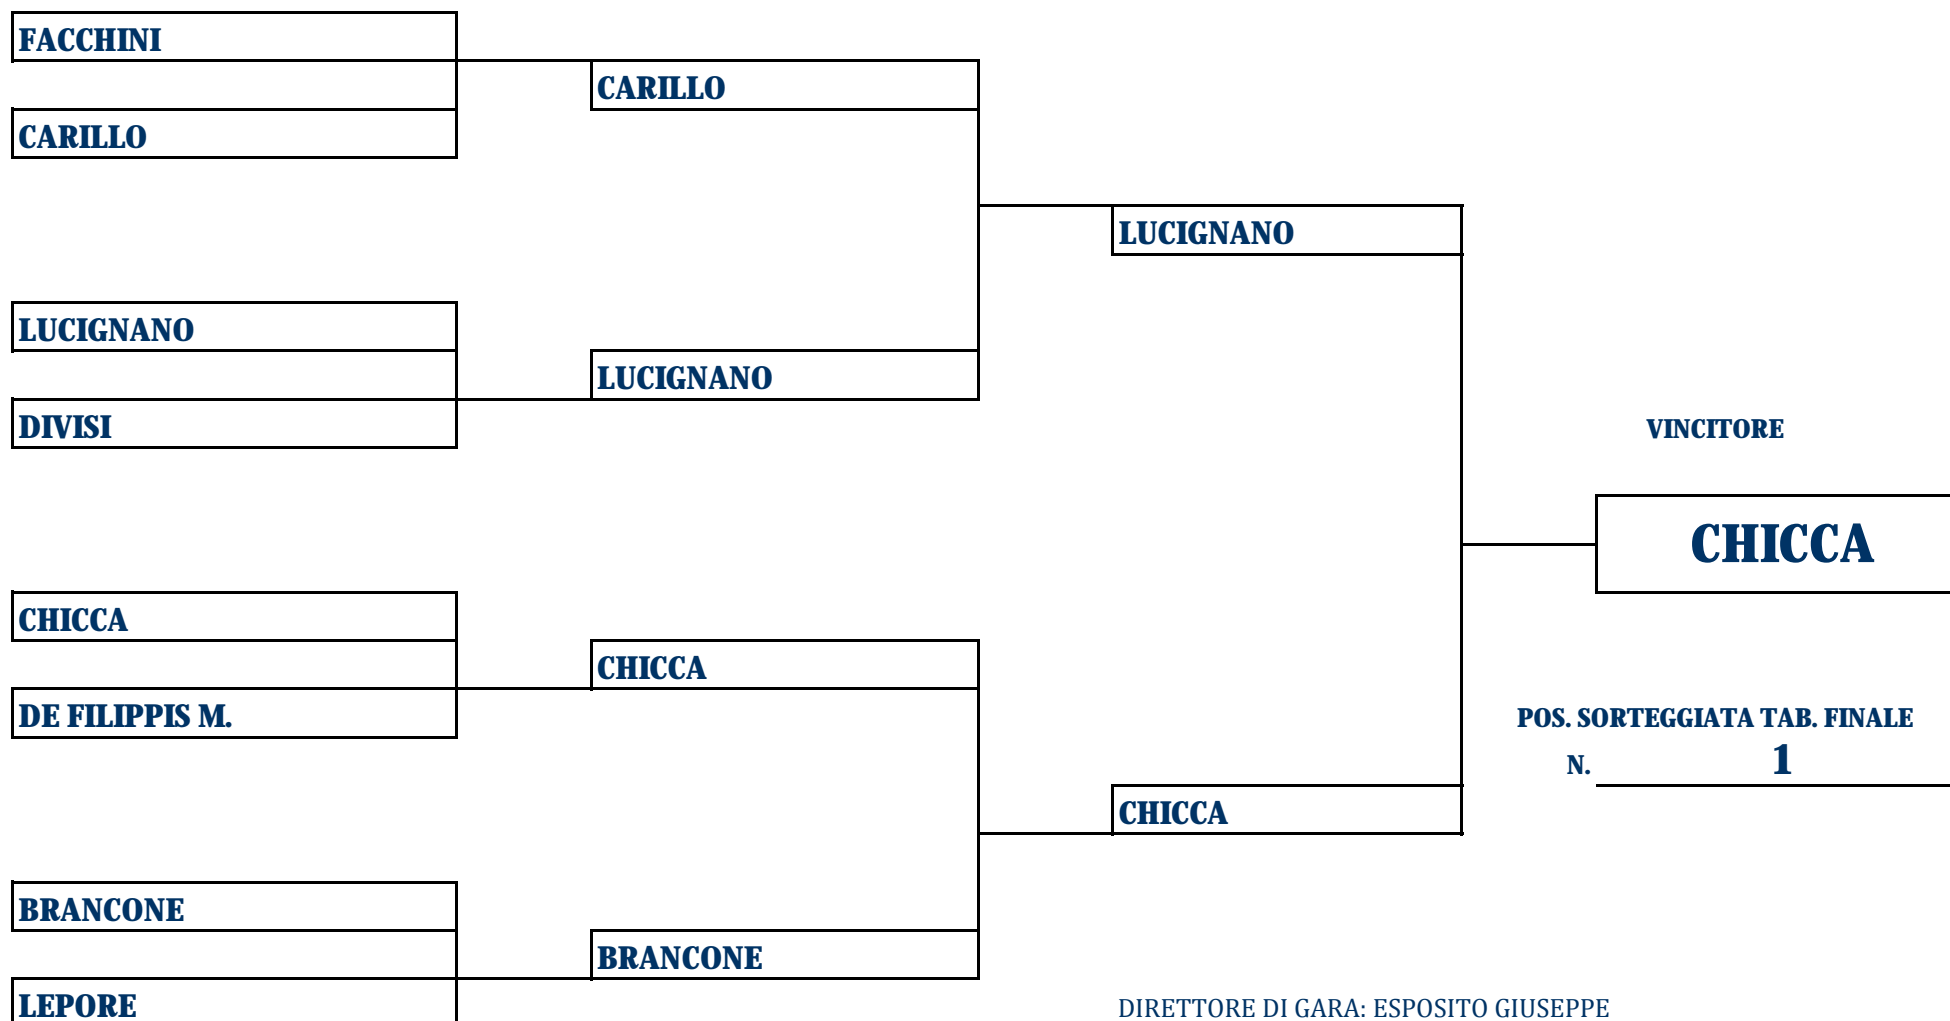 FACCHINI
CARILLO
CARILLO
LUCIGNANO
LUCIGNANO
LUCIGNANO
DIVISI
VINCITORE
CHICCA
CHICCA
CHICCA
DE FILIPPIS M.
POS. SORTEGGIATA TAB. FINALE
N. 1
CHICCA
BRANCONE
BRANCONE
LEPORE
DIRETTORE DI GARA: ESPOSITO GIUSEPPE